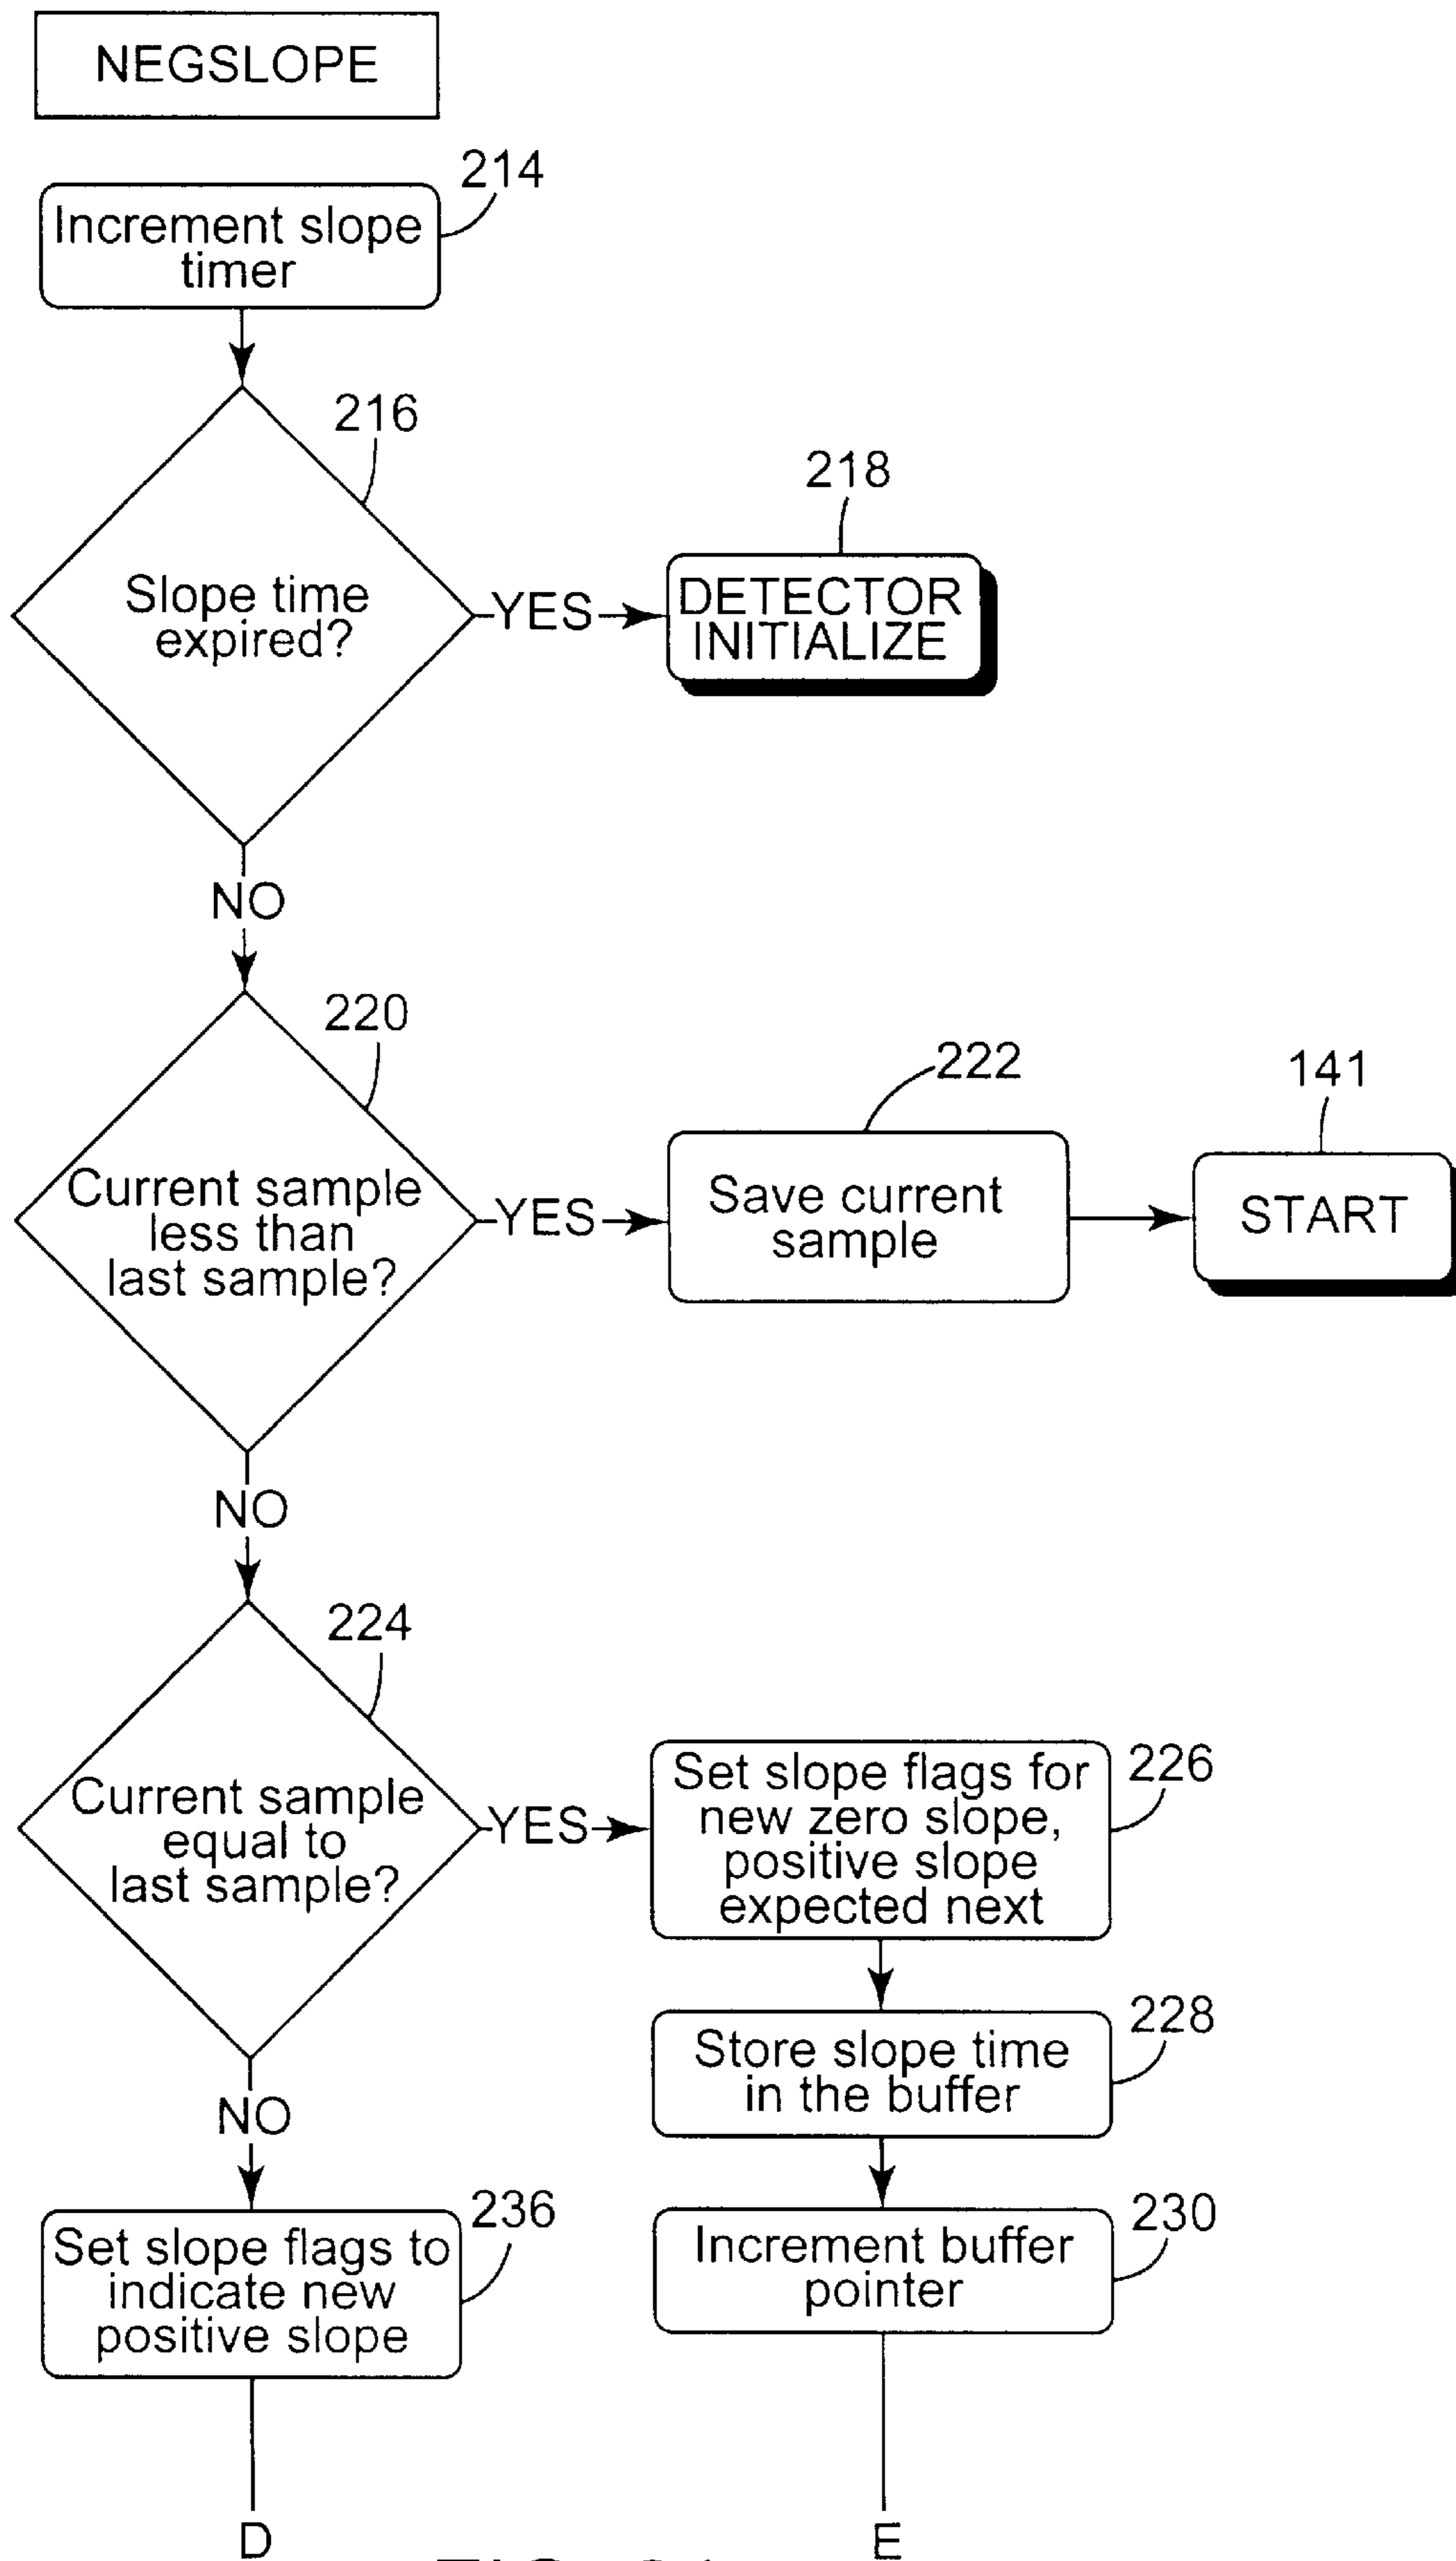 NEGSLOPE
214
Increment slope
timer
216
Slope time
expired?
YES
218
DETECTOR
INITIALIZE
NO
220
Current sample
less than
last sample?
YES
222
Save current
sample
141
START
NO
224
Current sample
equal to
last sample?
YES
226
Set slope flags for
new zero slope,
positive slope
expected next
228
Store slope time
in the buffer
NO
236
Set slope flags to
indicate new
positive slope
230
Increment buffer
pointer
D
E